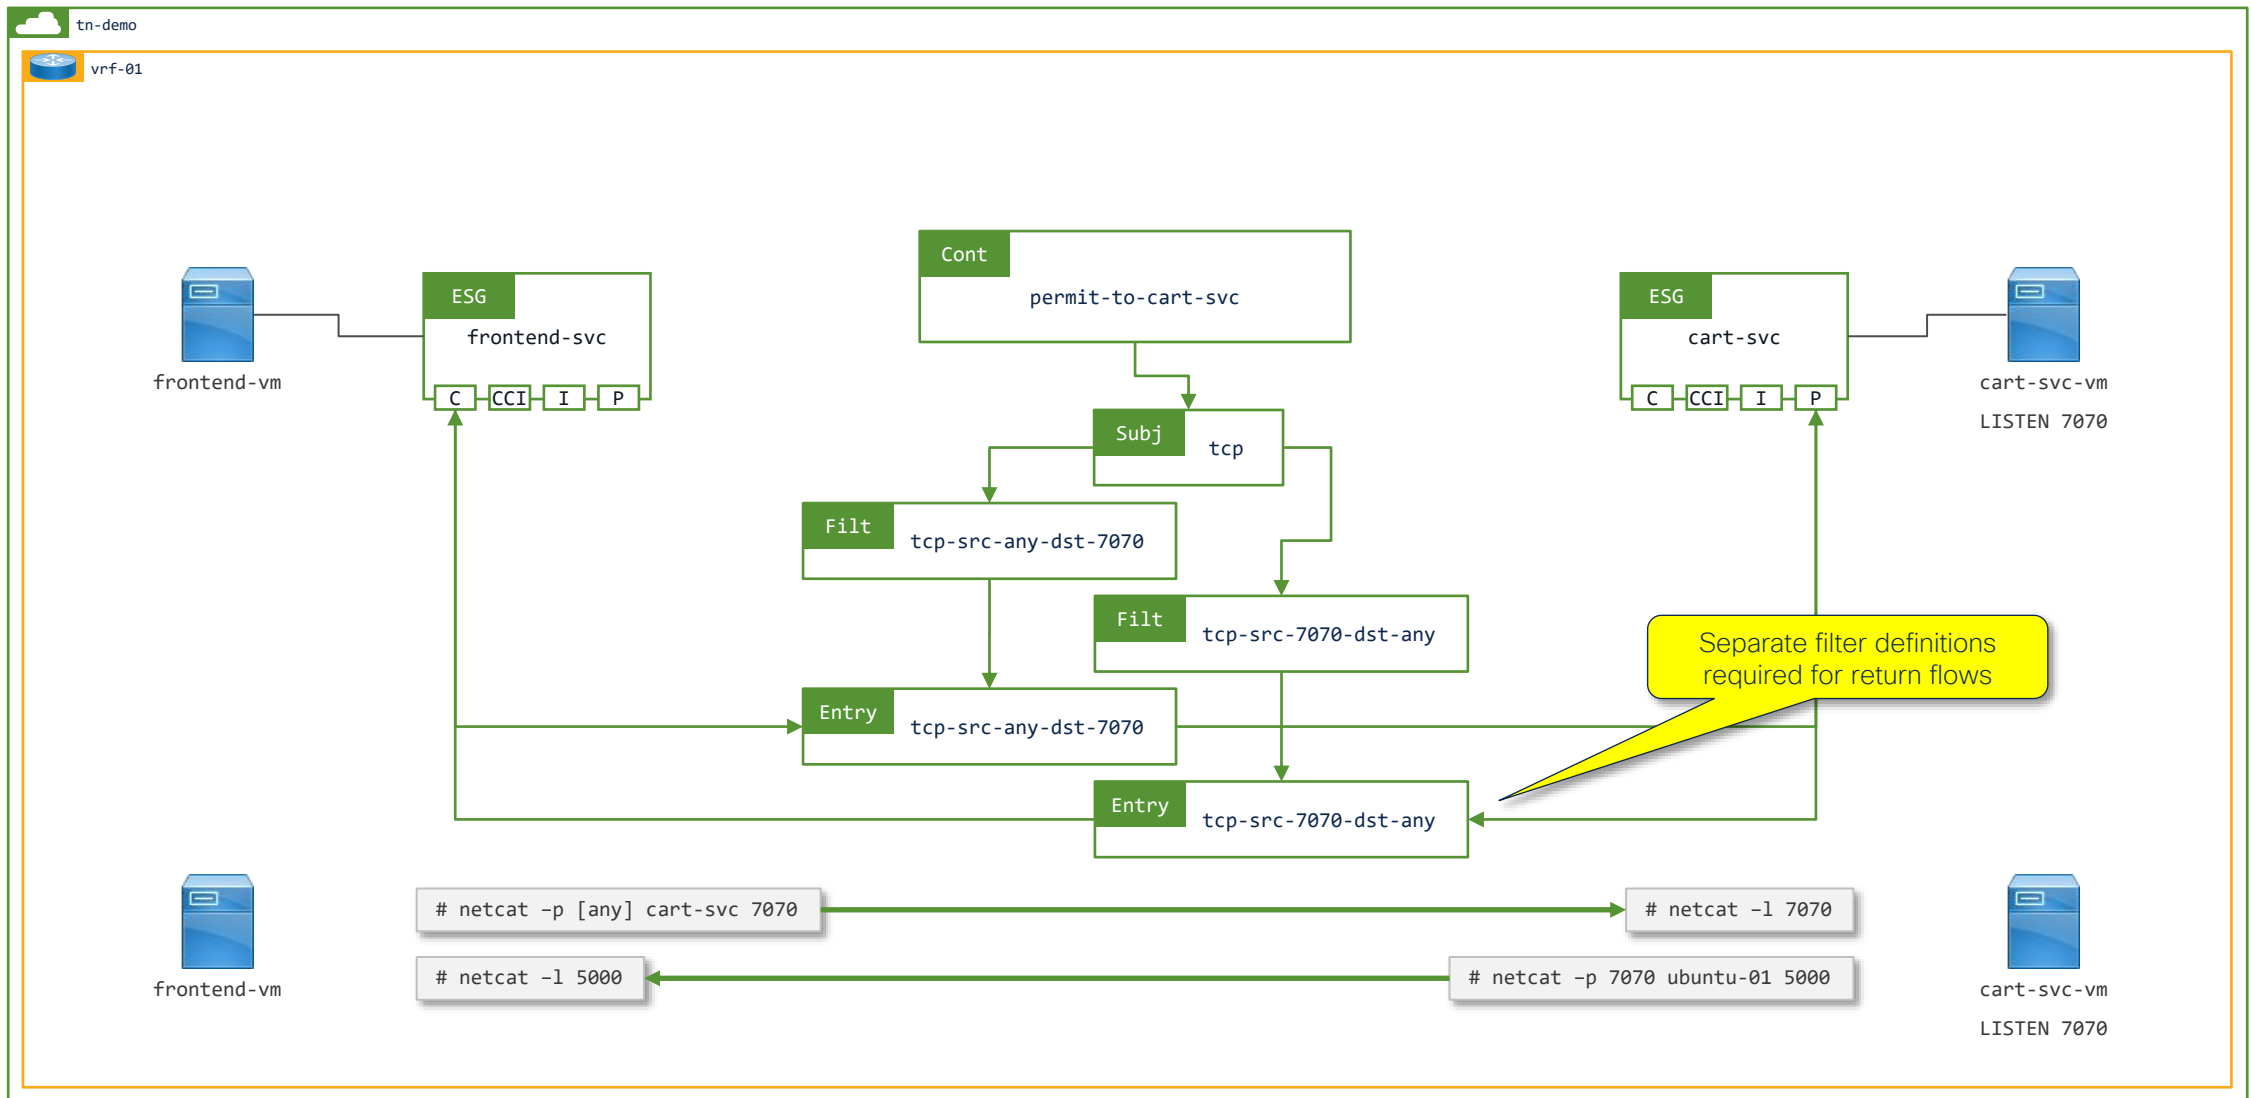 tn-demo
vrf-01
Cont
permit-to-cart-svc
ESG
frontend-svc
C
CCI
I
P
frontend-vm
ESG
cart-svc
C
CCI
I
P
cart-svc-vm
LISTEN 7070
Subj
tcp
Filt
tcp-src-any-dst-7070
Filt
tcp-src-7070-dst-any
Separate filter definitions
required for return flows
Entry
tcp-src-any-dst-7070
Entry
tcp-src-7070-dst-any
# netcat –p [any] cart-svc 7070
# netcat –l 7070
# netcat –l 5000
# netcat –p 7070 ubuntu-01 5000
frontend-vm
cart-svc-vm
LISTEN 7070